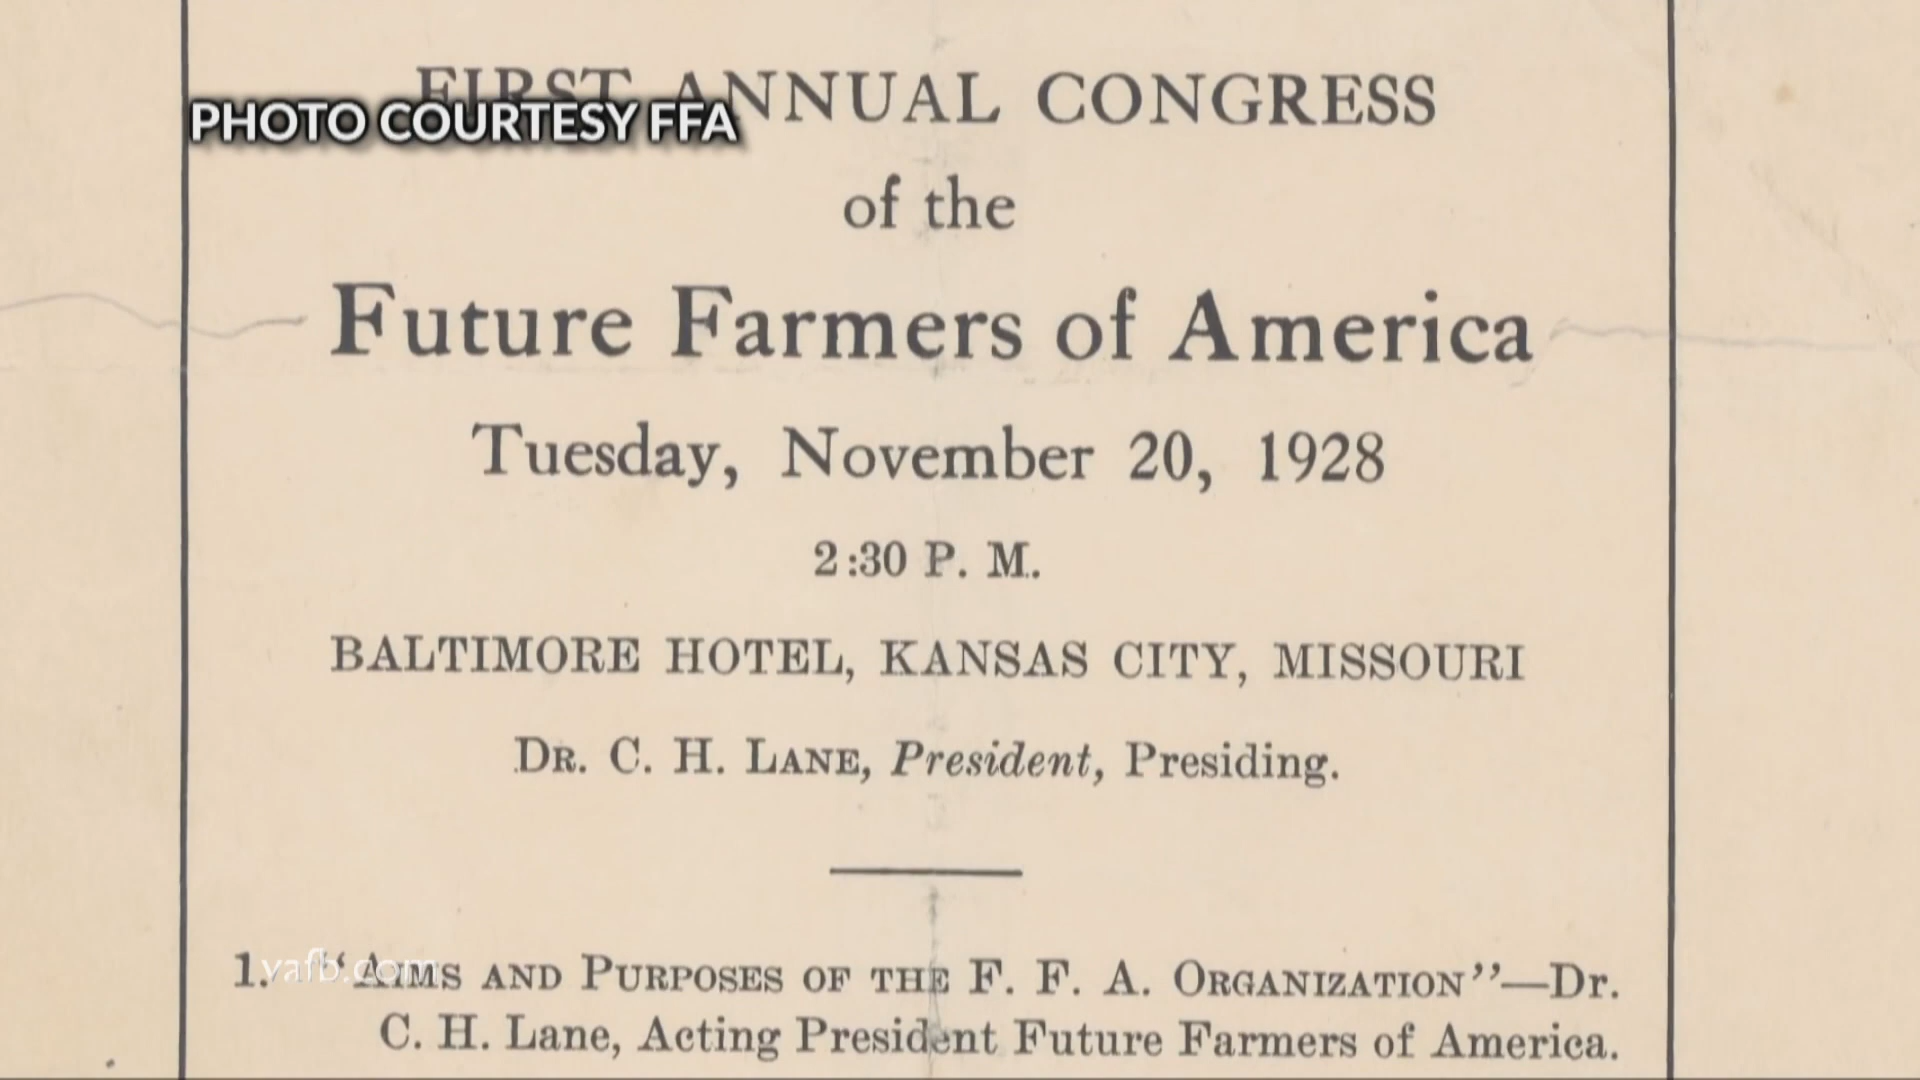 FIRST ANNUAL CONGRESS
PHOTO COURTESY FFA
of the
Future Farmers of America
Tuesday, November 20, 1928
2:30 P. M.
BALTIMORE HOTEL, KANSAS CITY, MISSOURI
DR. C. H. LANE, President, Presiding.
1. “AIMS AND PURPOSES OF THE F. F. A. ORGANIZATION”—Dr.
vafb.com
C. H. Lane, Acting President Future Farmers of America.